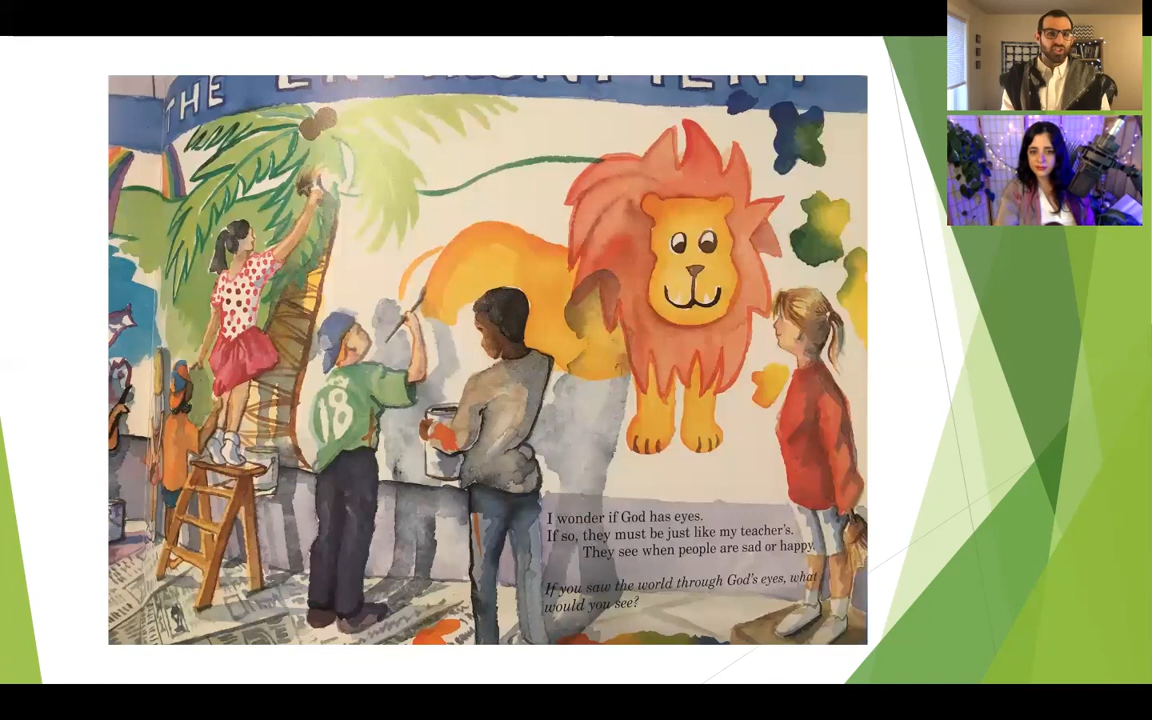 THE ENVIRONMENT
18
I wonder if God has eyes.
If so, they must be just like my teacher's.
They see when people are sad or happy.
If you saw the world through God's eyes, what
would you see?